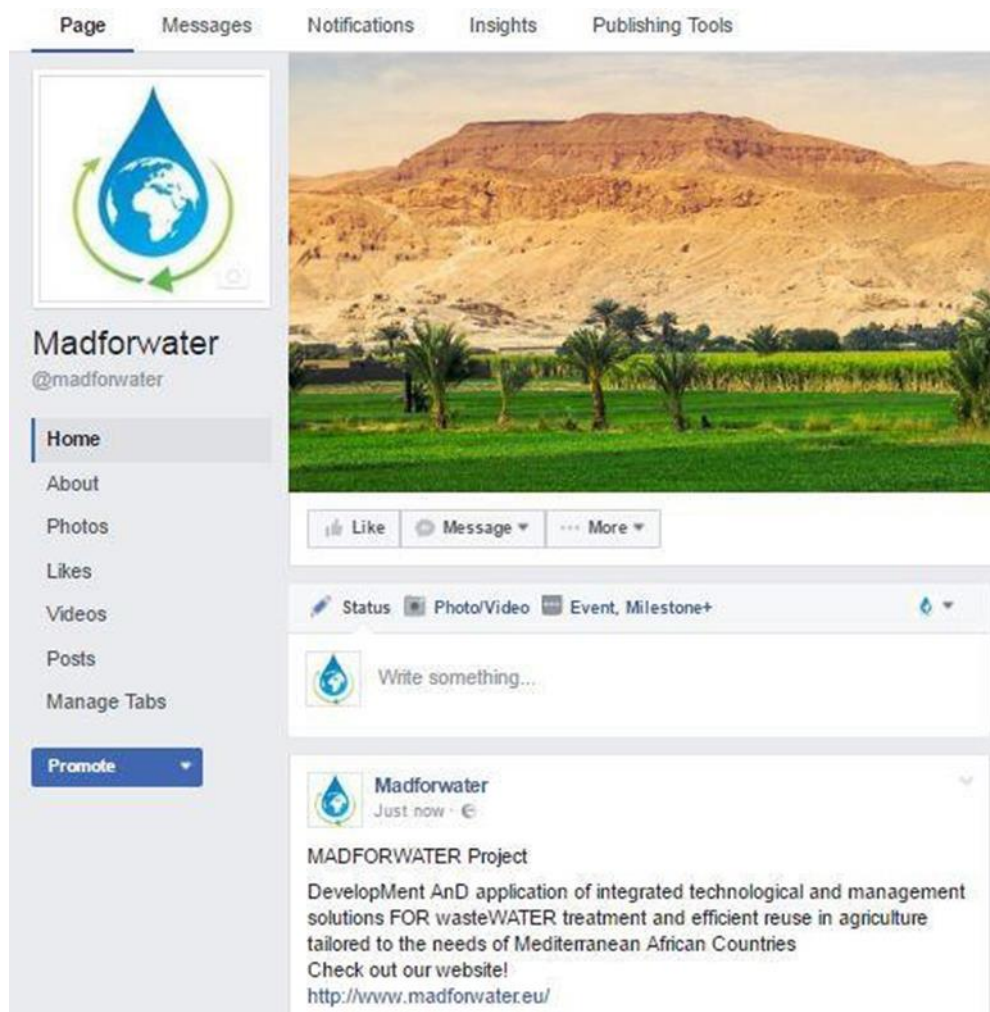 Page Messages Notifications Insights Publishing Tools
Madforwater
@madforwater
Home
About
Photos
Likes
Videos
Posts
Manage Tabs
Promote
Like Message More
Status Photo/Video Event, Milestone+
Write something...
Madforwater
Just now
MADFORWATER Project
DevelopMent AnD application of integrated technological and management
solutions FOR wasteWATER treatment and efficient reuse in agriculture
tailored to the needs of Mediterranean African Countries
Check out our website!
http://www.madforwater.eu/